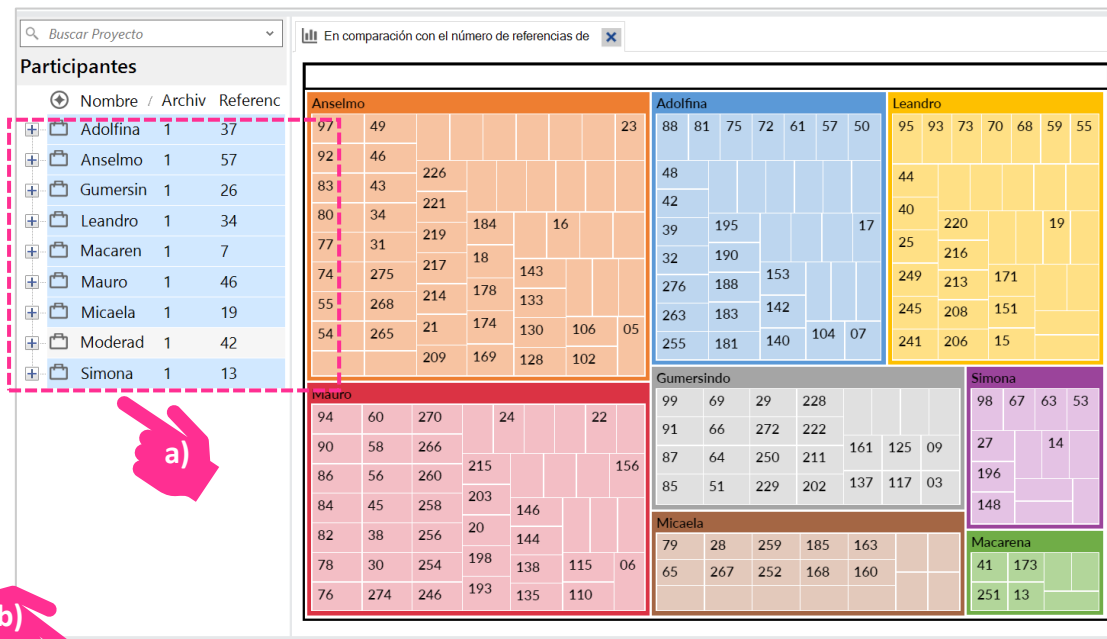 Buscar Proyecto
En comparación con el número de referencias de
Participantes
Nombre / Archiv Referenc
Adolfina 1 37
Anselmo 1 57
Gumersin 1 26
Leandro 1 34
Macaren 1 7
Mauro 1 46
Micaela 1 19
Moderad 1 42
Simona 1 13
a)
b)
Anselmo
97 49 23
92 46
226
83 43
221
80 34
184 16
219
77 31
18
217
74 275
143
178
214
55 268
133
174
21
54 265
130 106 05
209 169 128 102
Adolfina
88 81 75 72 61 57 50
48
42
39 195 17
32 190
153
276 188
142
263 183
104 07
255 181 140
Leandro
95 93 73 70 68 59 55
44
40
220 19
25
216
249 213 171
245 208 151
241 206 15
Mauro
94 60 270 24 22
90 58 266
215 156
86 56 260
203
84 45 258
146
20
82 38 256
144
198
78 30 254
138 115 06
193
76 274 246
135 110
Gumersindo
99 69 29 228
91 66 272 222
161 125 09
87 64 250 211
137 117 03
85 51 229 202
Simona
98 67 63 53
27 14
196
148
Micaela
79 28 259 185 163
65 267 252 168 160
Macarena
41 173
251 13